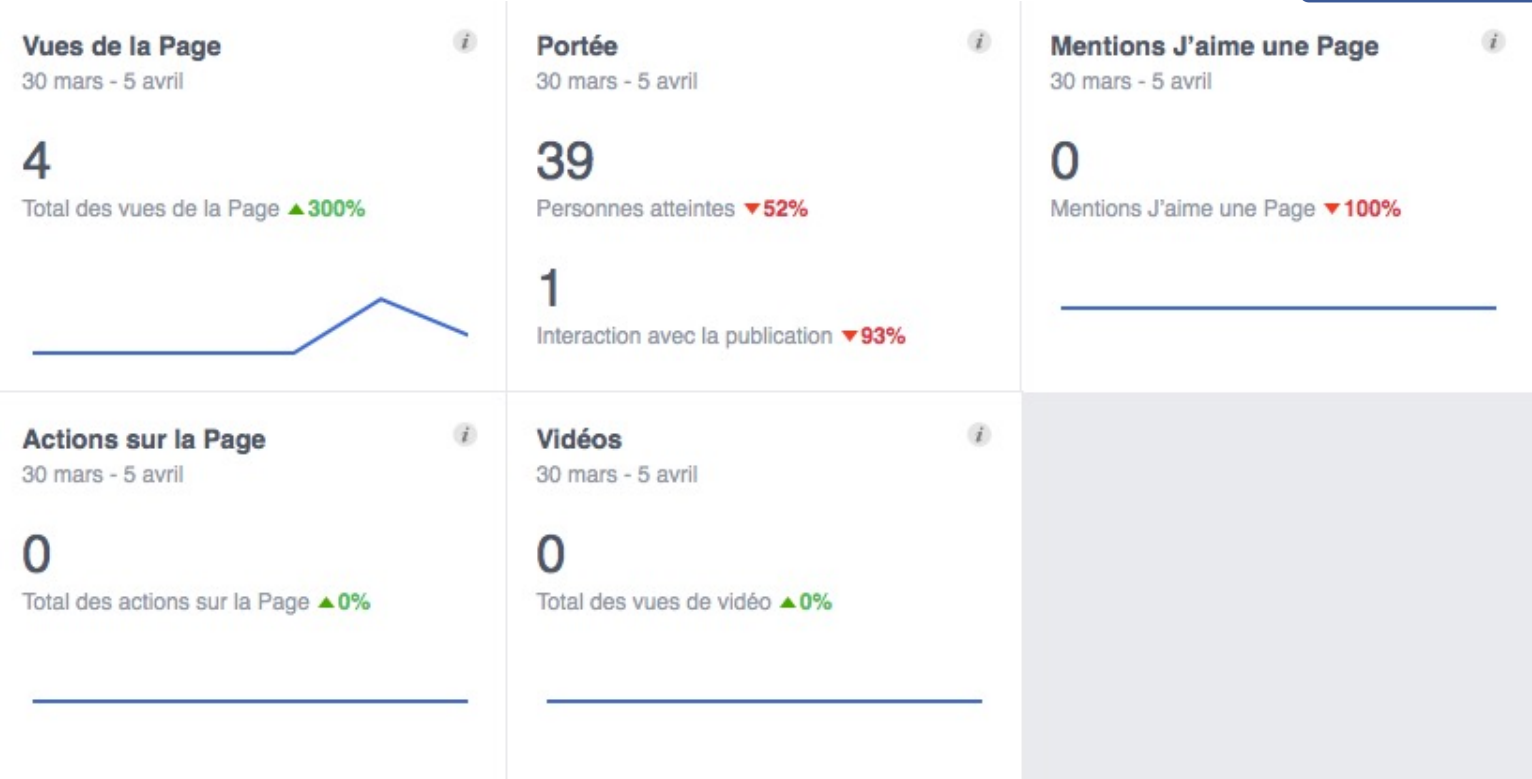 Vues de la Page
30 mars - 5 avril
4
Total des vues de la Page ▲300%
Portée
30 mars - 5 avril
39
Personnes atteintes ▼52%
1
Interaction avec la publication ▼93%
Mentions J’aime une Page
30 mars - 5 avril
0
Mentions J’aime une Page ▼100%
Actions sur la Page
30 mars - 5 avril
0
Total des actions sur la Page ▲0%
Vidéos
30 mars - 5 avril
0
Total des vues de vidéo ▲0%